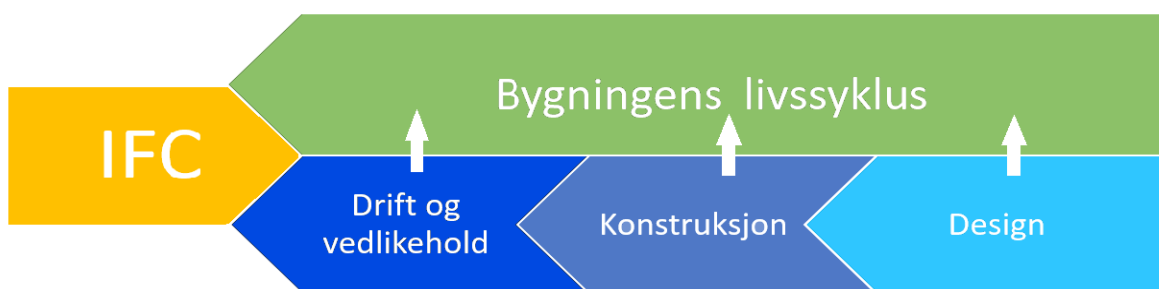 IFC
Bygningens livssyklus
Drift og
vedlikehold
Konstruksjon
Design